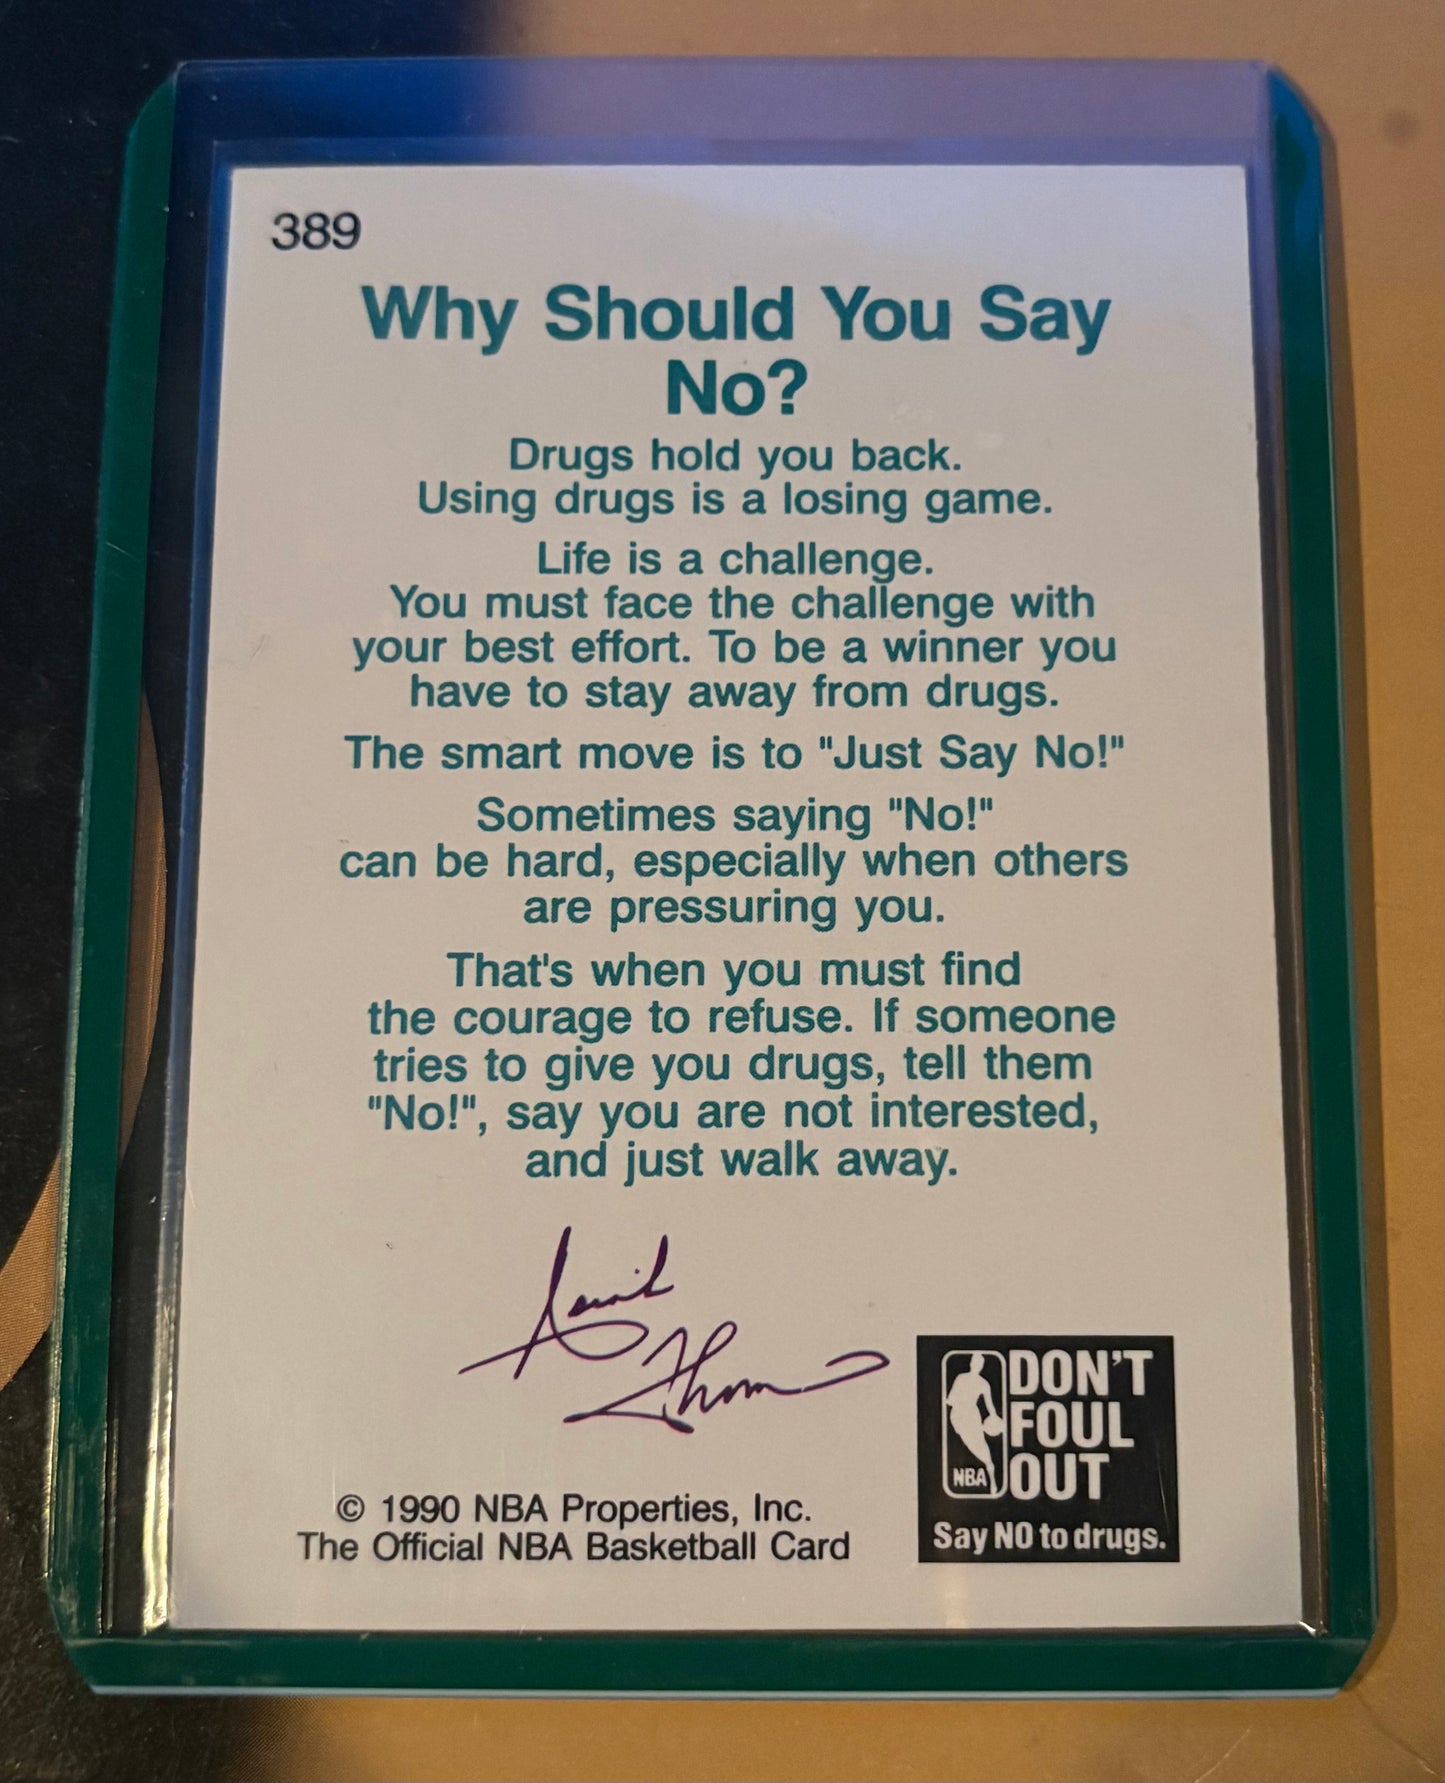 389
Why Should You Say
No?
Drugs hold you back.
Using drugs is a losing game.
Life is a challenge.
You must face the challenge with
your best effort. To be a winner you
have to stay away from drugs.
The smart move is to "Just Say No!"
Sometimes saying "No!"
can be hard, especially when others
are pressuring you.
That's when you must find
the courage to refuse. If someone
tries to give you drugs, tell them
"No!", say you are not interested,
and just walk away.
© 1990 NBA Properties, Inc.
The Official NBA Basketball Card
DON'T
FOUL
OUT
NBA
Say NO to drugs.